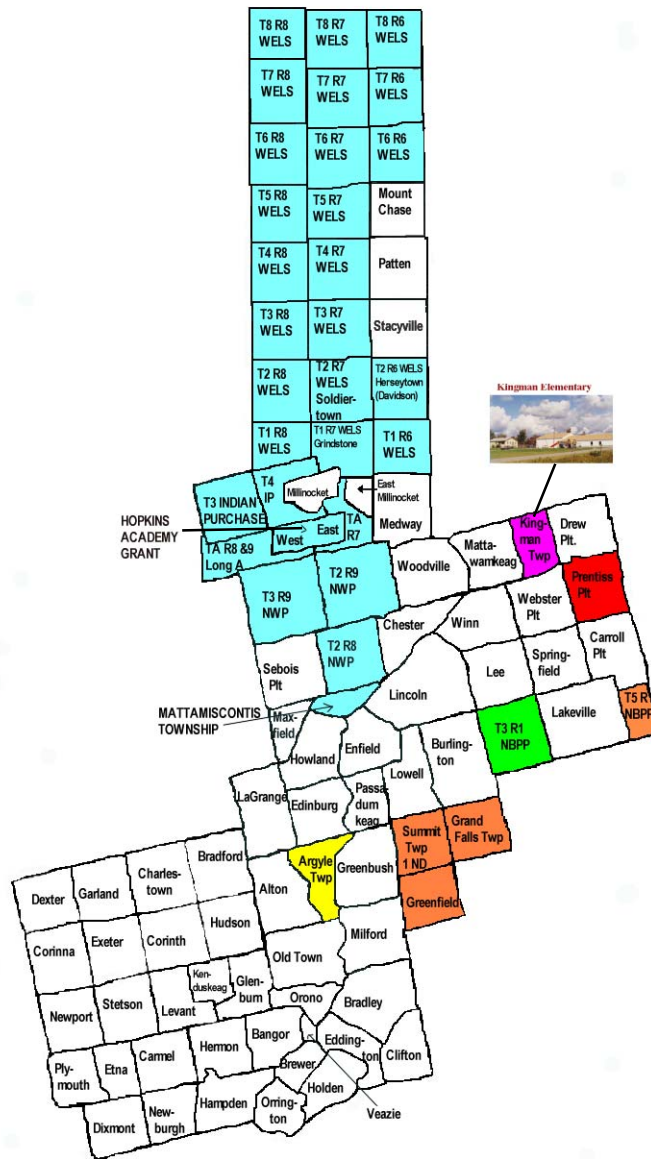 T8 R8
WELS
T8 R7
WELS
T8 R6
WELS
T7 R8
WELS
T7 R7
WELS
T7 R6
WELS
T6 R8
WELS
T6 R7
WELS
T6 R6
WELS
T5 R8
WELS
T5 R7
WELS
Mount
Chase
T4 R8
WELS
T4 R7
WELS
Patten
T3 R8
WELS
T3 R7
WELS
Stacyville
T2 R8
WELS
T2 R7
WELS
Soldier-
town
T2 R6 WELS
Herseytown
(Davidson)
Kingman Elementary
T1 R8
WELS
T1 R7 WELS
Grindstone
T1 R6
WELS
T3 INDIAN
PURCHASE
T4
IP
Millinocket
East
Millinocket
Medway
HOPKINS
ACADEMY
GRANT
West
East
TA
R7
TA R8 &9
Long A
Woodville
Matta-
wamkeag
King-
man
Twp
Drew
Plt.
T3 R9
NWP
T2 R9
NWP
Chester
Winn
Webster
Plt
Prentiss
Plt
Sebois
Plt
T2 R8
NWP
Lincoln
Lee
Spring-
field
Carroll
Plt
MATTAMISCONTIS
TOWNSHIP
Max-
field
Howland
Enfield
Lowell
Burling-
ton
T3 R1
NBPP
Lakeville
T5 R1
NBPP
LaGrange
Edinburg
Passa-
dum
keag
Summit
Twp
1 ND
Grand
Falls Twp
Bradford
Alton
Argyle
Twp
Greenbush
Greenfield
Dexter
Garland
Charles-
town
Hudson
Milford
Corinna
Exeter
Corinth
Old Town
Newport
Stetson
Levant
Ken-
duskeag
Glen-
burn
Orono
Bradley
Ply-
mouth
Etna
Carmel
Hermon
Bangor
Brewer
Edding-
ton
Clifton
Dixmont
New-
burgh
Hampden
Orring-
ton
Holden
Veazie